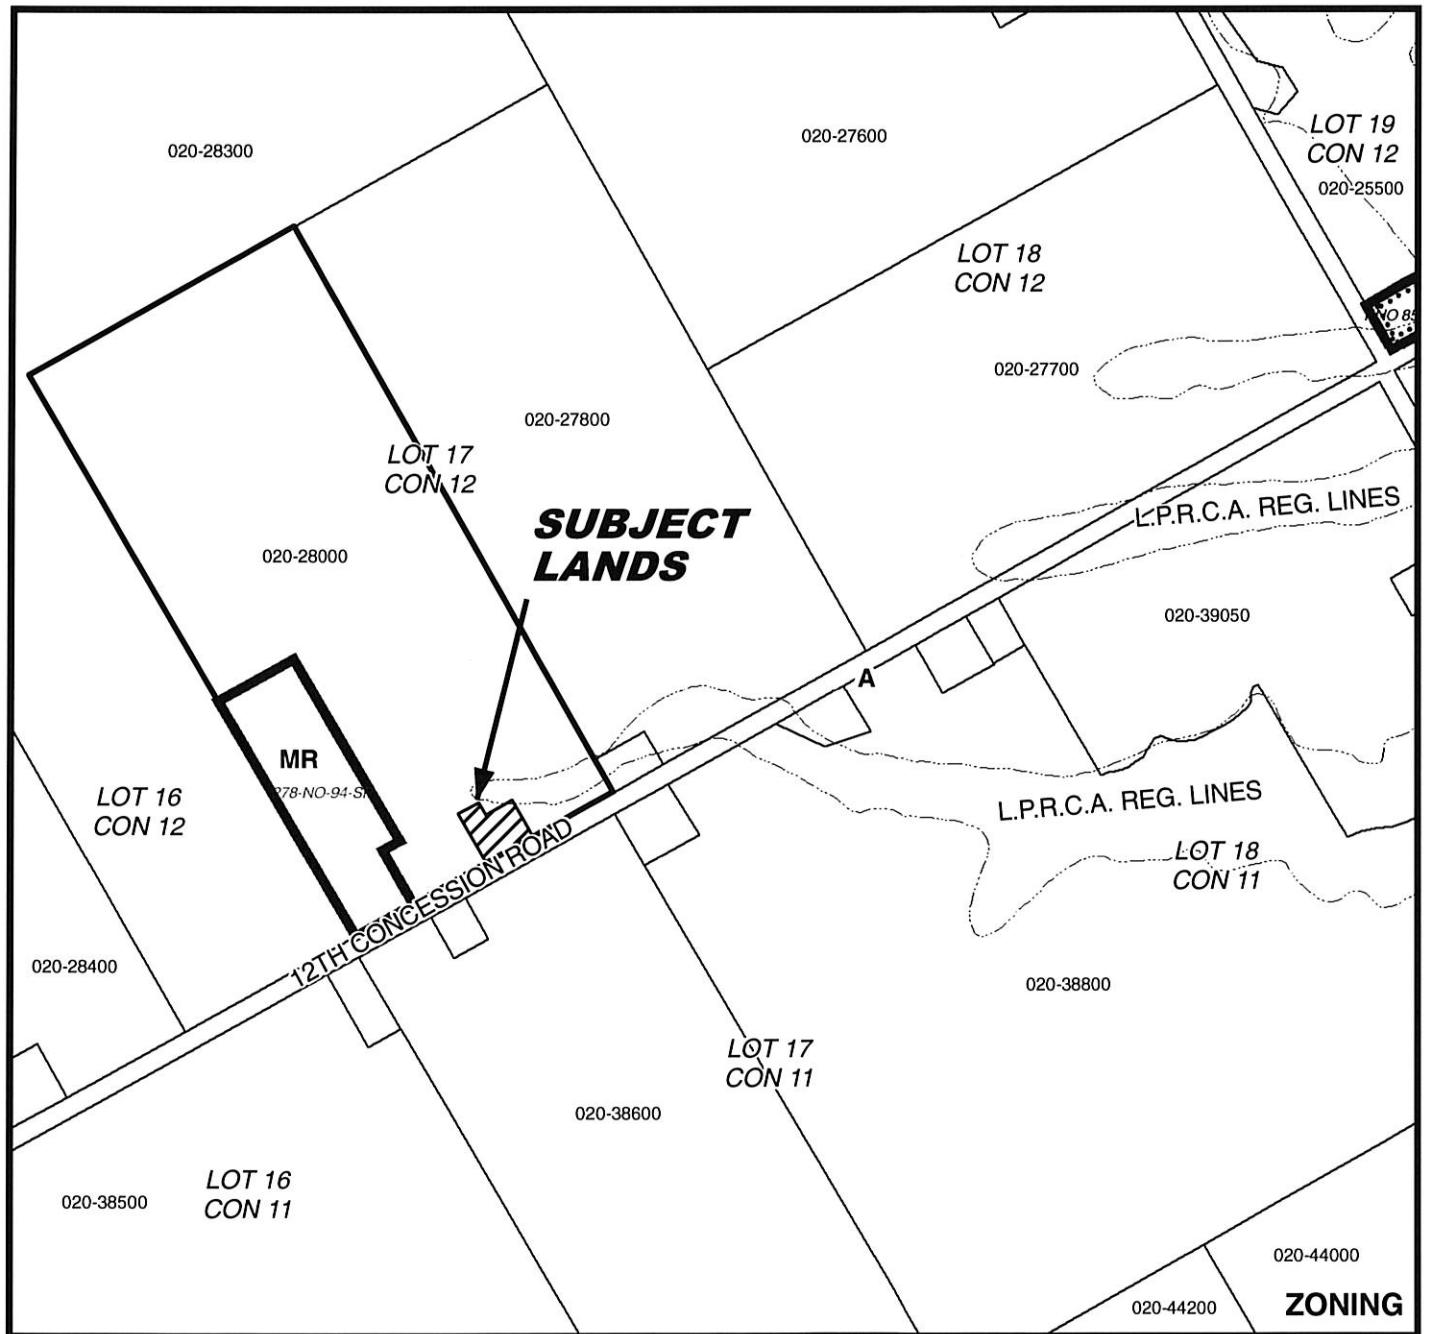 020-28300
020-27600
LOT 19
CON 12
020-25500
LOT 18
CON 12
020-27700
020-27800
LOT 17
CON 12
L.P.R.C.A. REG. LINES
SUBJECT
LANDS
020-28000
020-39050
A
MR
278-NO-94-
LOT 16
CON 12
L.P.R.C.A. REG. LINES
LOT 18
CON 11
12TH CONCESSION ROAD
020-28400
020-38800
LOT 17
CON 11
020-38600
LOT 16
CON 11
020-38500
020-44000
020-44200
ZONING